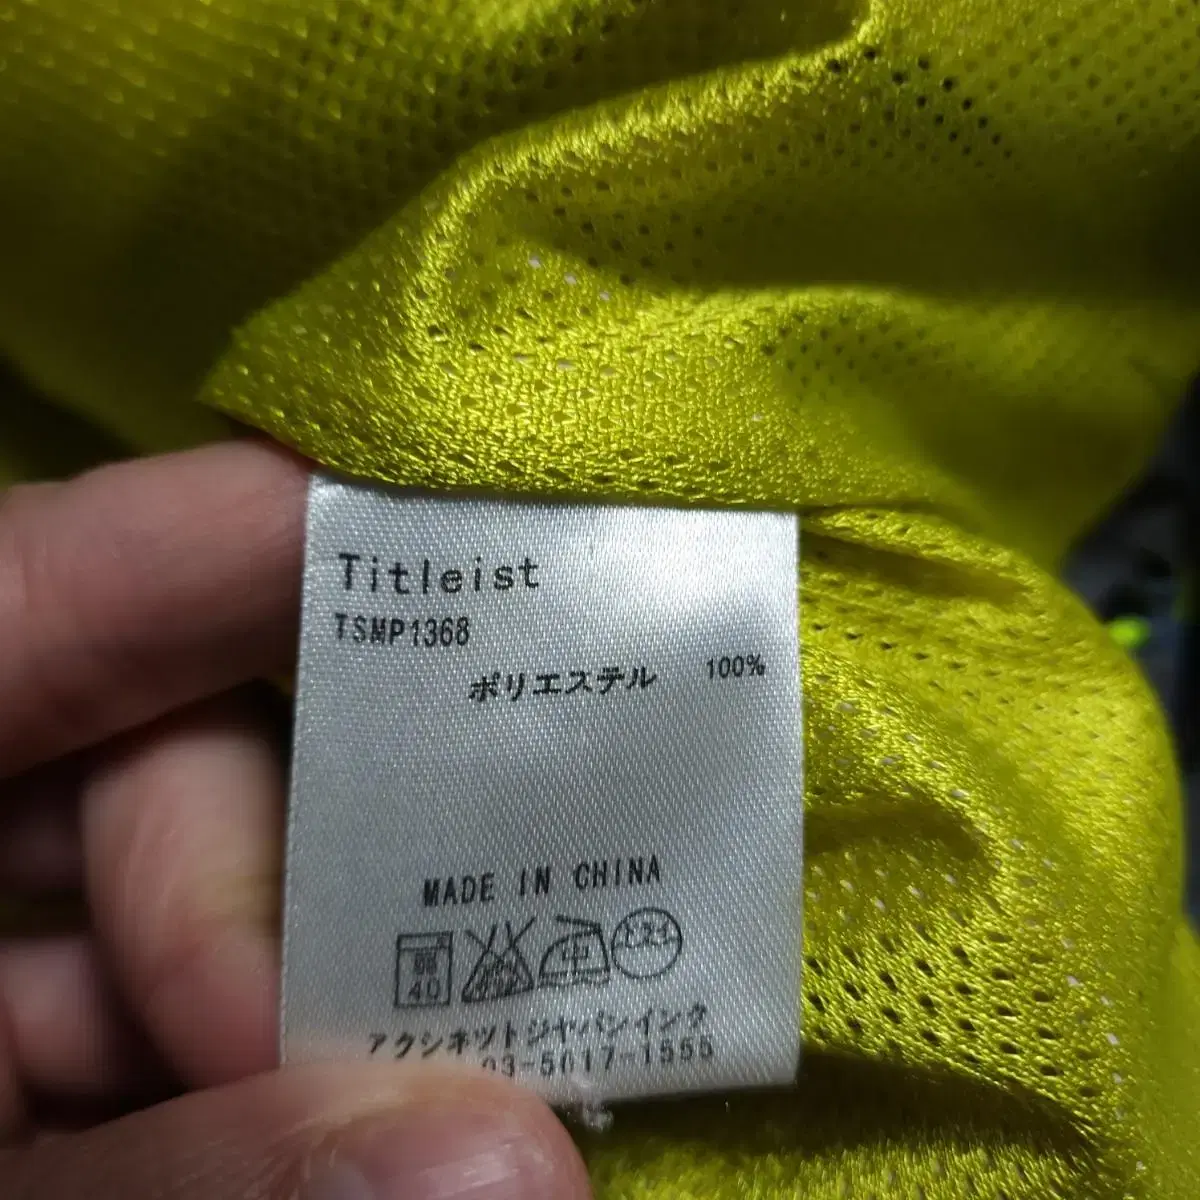 Titleist
TSMP1368
ポリエステル 100%
MADE IN CHINA
40 中
アクシネットジャパンインク
03-5617-1555